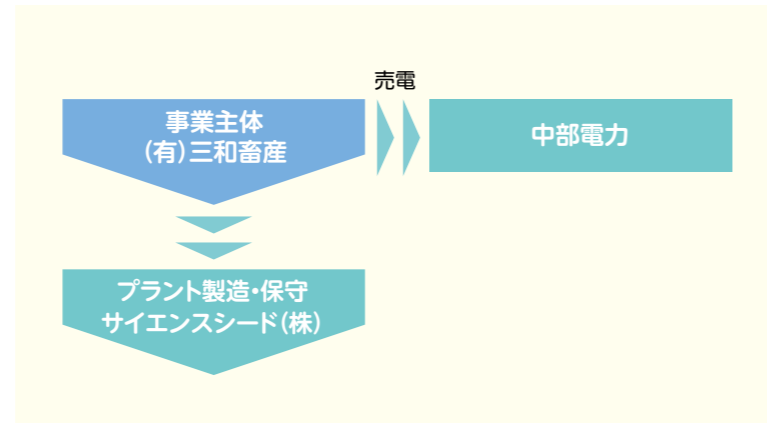 売電
事業主体
(有)三和畜産
中部電力
プラント製造・保守
サイエンスシード(株)